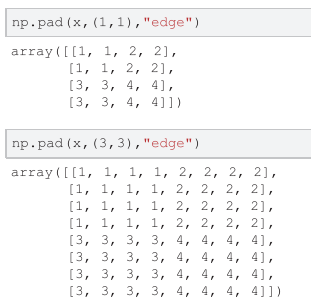 np.pad(x,(1,1),"edge")
array([[1, 1, 2, 2],
       [1, 1, 2, 2],
       [3, 3, 4, 4],
       [3, 3, 4, 4]])
np.pad(x,(3,3),"edge")
array([[1, 1, 1, 1, 2, 2, 2, 2],
       [1, 1, 1, 1, 2, 2, 2, 2],
       [1, 1, 1, 1, 2, 2, 2, 2],
       [1, 1, 1, 1, 2, 2, 2, 2],
       [3, 3, 3, 3, 4, 4, 4, 4],
       [3, 3, 3, 3, 4, 4, 4, 4],
       [3, 3, 3, 3, 4, 4, 4, 4],
       [3, 3, 3, 3, 4, 4, 4, 4]])